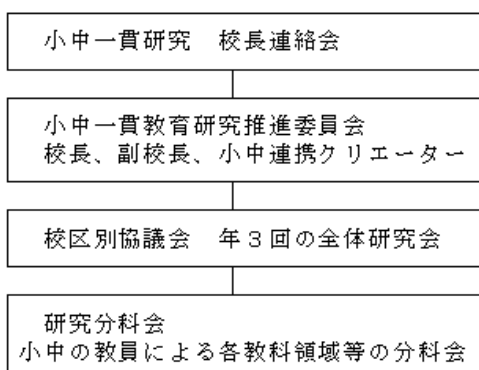 小中一貫研究　校長連絡会
小中一貫教育研究推進委員会
校長、副校長、小中連携クリエーター
校区別協議会　年３回の全体研究会
研究分科会
小中の教員による各教科領域等の分科会